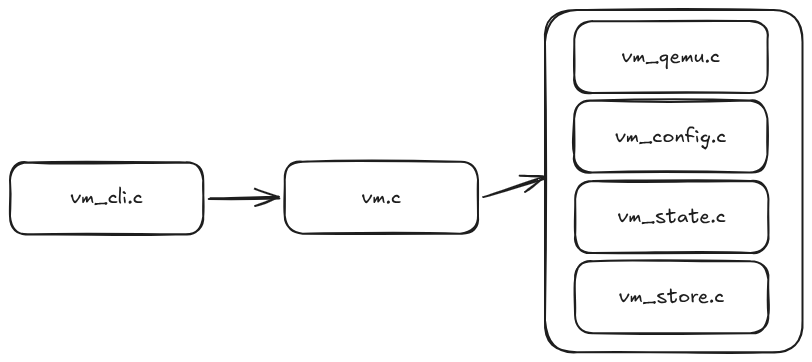 vm_cli.c
vm.c
vm_qemu.c
vm_config.c
vm_state.c
vm_store.c